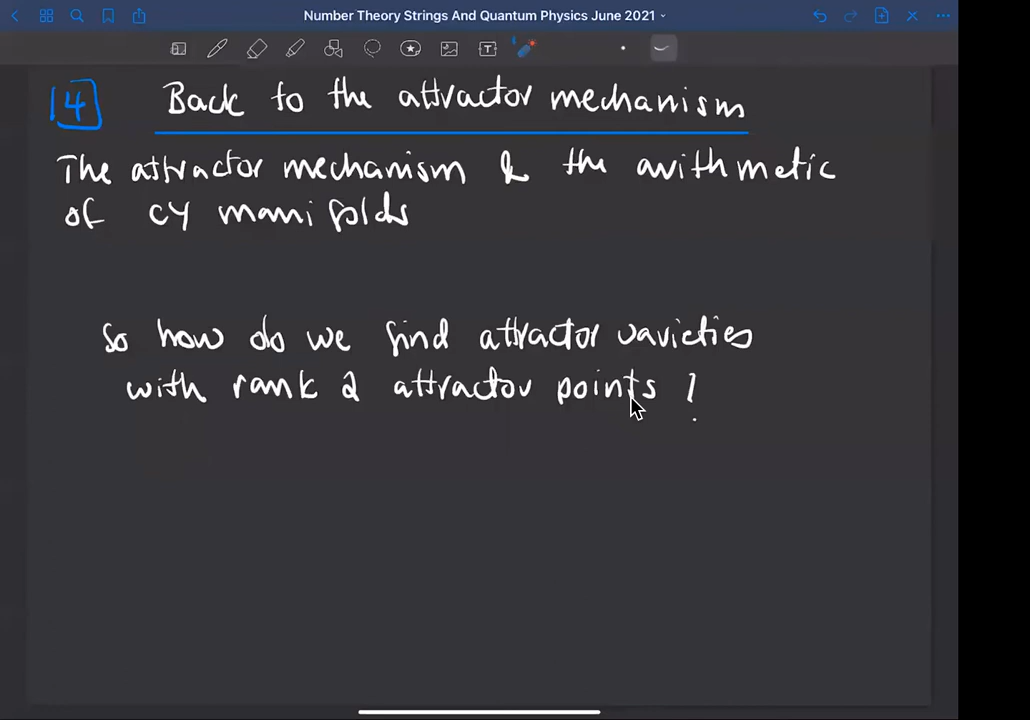 Number Theory Strings And Quantum Physics June 2021
4 Back to the attractor mechanism
The attractor mechanism & the arithmetic
of CY manifolds
So how do we find attractor varieties
with rank 2 attractor points ?